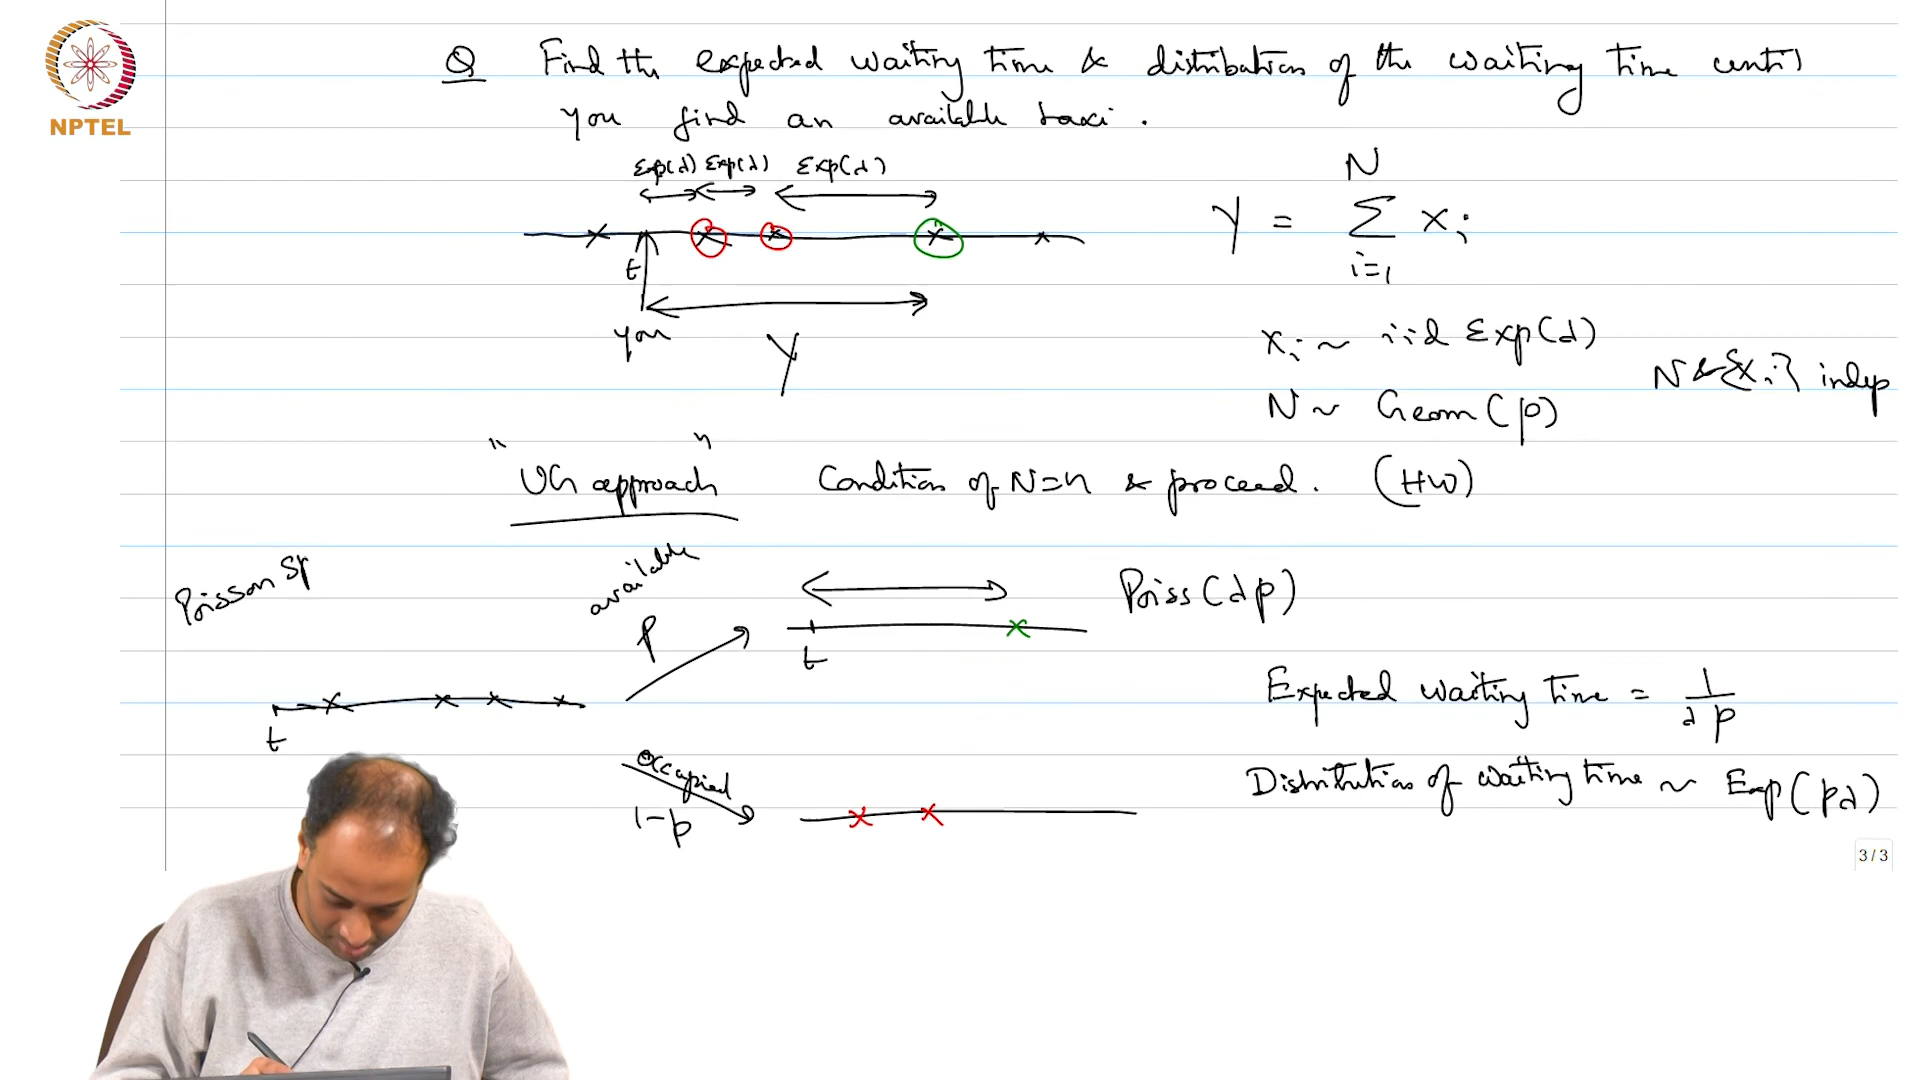 NPTEL
Q Find the expected waiting time & distribution of the waiting time until
you find an available taxi.
Exp(λ) Exp(λ) Exp(λ)
t
you
Y
Y = N Σ i=1 Xi
Xi ~ iid Exp(λ)
N ~ Geom(p)
N & {Xi} indep
"UG approach" Condition of N=n & proceed. (HW)
Poisson Sp
available
p
t
Poiss(λp)
t
Expected waiting time = 1/λp
occupied
1-p
Distribution of waiting time ~ Exp(pλ)
3 / 3